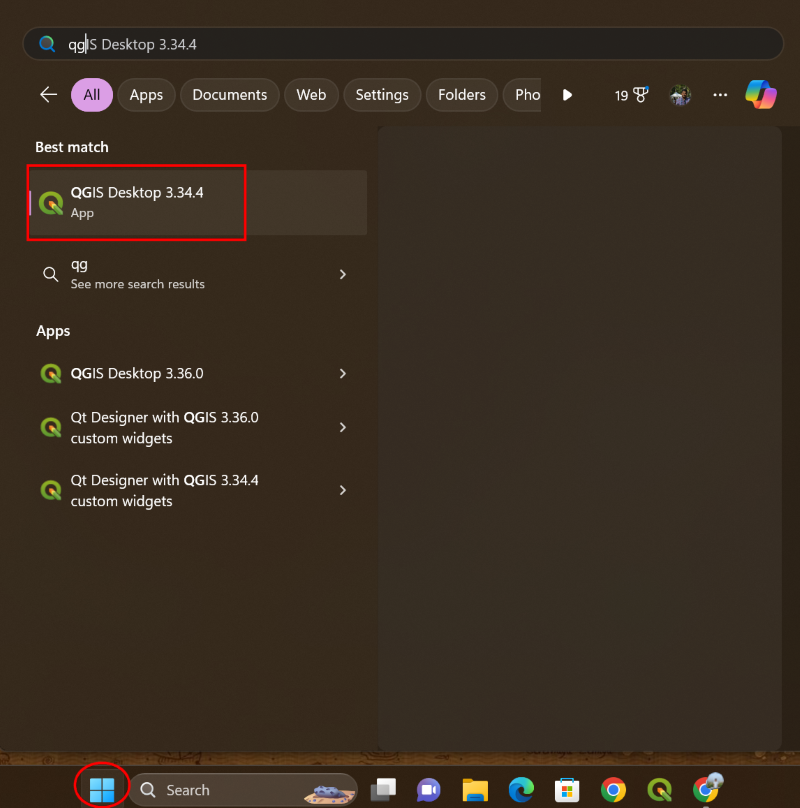 qgIS Desktop 3.34.4
All Apps Documents Web Settings Folders Pho 19
Best match
QGIS Desktop 3.34.4
App
qg
See more search results
Apps
QGIS Desktop 3.36.0
Qt Designer with QGIS 3.36.0
custom widgets
Qt Designer with QGIS 3.34.4
custom widgets
Search